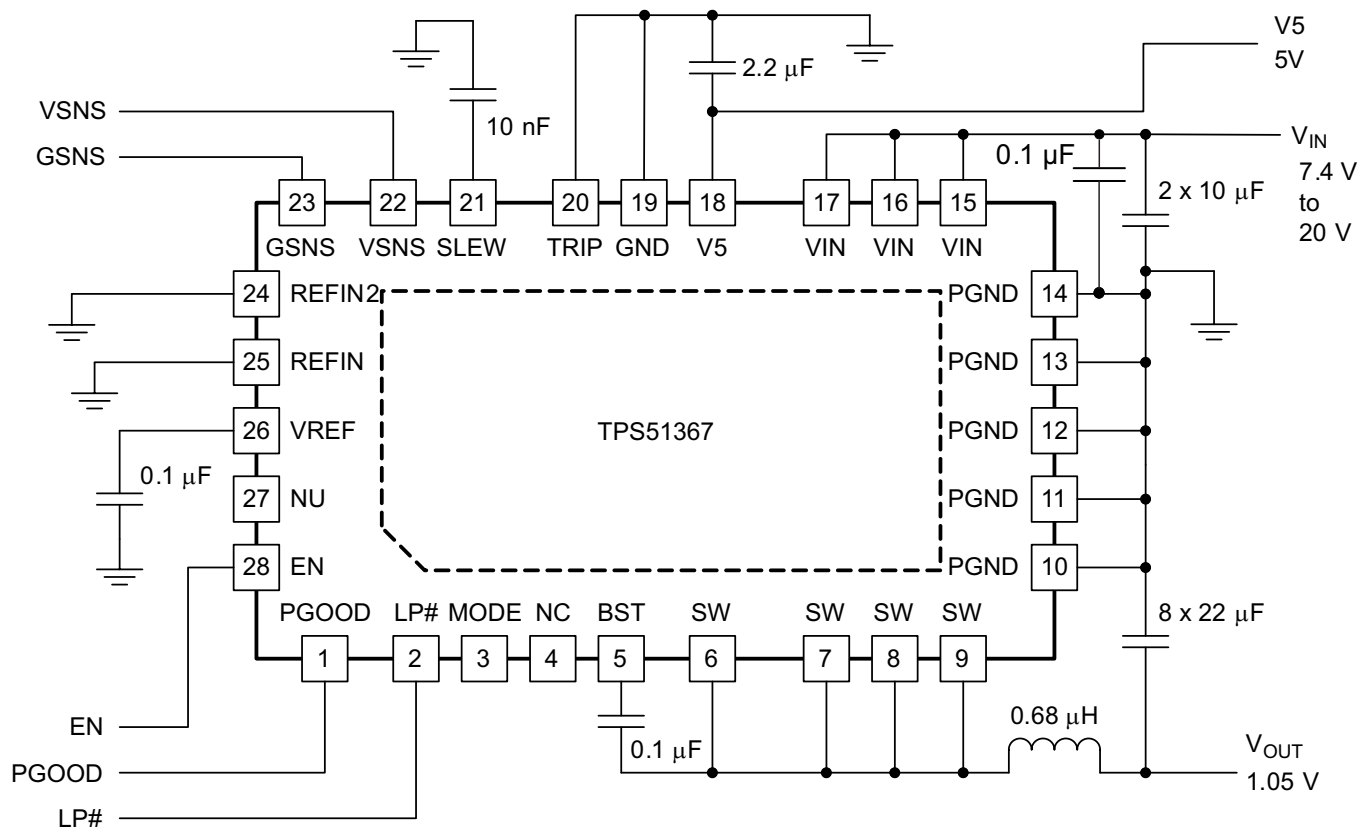 V5
5V
2.2 μF
VSNS
10 nF
GSNS
0.1 μF
V_IN
7.4 V
to
20 V
2 x 10 μF
23 22 21 20 19 18 17 16 15
GSNS VSNS SLEW TRIP GND V5 VIN VIN VIN
24 REFIN2
PGND 14
25 REFIN
PGND 13
26 VREF
TPS51367
PGND 12
0.1 μF
27 NU
PGND 11
28 EN
PGND 10
PGOOD LP# MODE NC BST SW SW SW SW
1 2 3 4 5 6 7 8 9
8 x 22 μF
EN
0.1 μF
0.68 μH
V_OUT
1.05 V
PGOOD
LP#